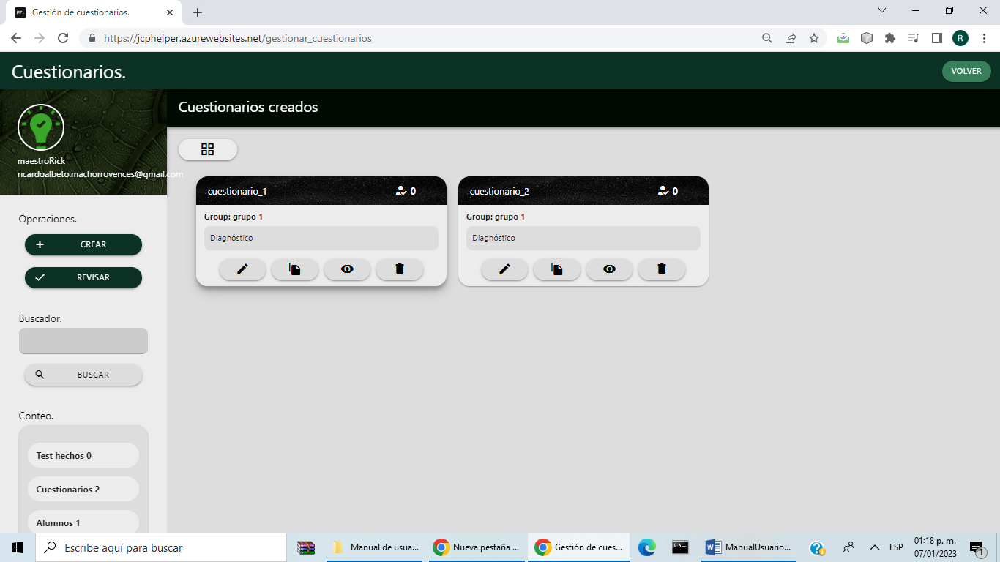 Gestión de cuestionarios.
https://jcphelper.azurewebsites.net/gestionar_cuestionarios
R
Cuestionarios.
VOLVER
maestroRick
ricardoalbeto.machorrovences@gmail.com
Cuestionarios creados
Operaciones.
CREAR
REVISAR
Buscador.
BUSCAR
Conteo.
Test hechos 0
Cuestionarios 2
Alumnos 1
cuestionario_1 0
Group: grupo 1
Diagnóstico
cuestionario_2 0
Group: grupo 1
Diagnóstico
Escribe aquí para buscar
Manual de usua...
Nueva pestaña ...
Gestión de cues...
ManualUsuario...
ESP
01:18 p. m.
07/01/2023
1